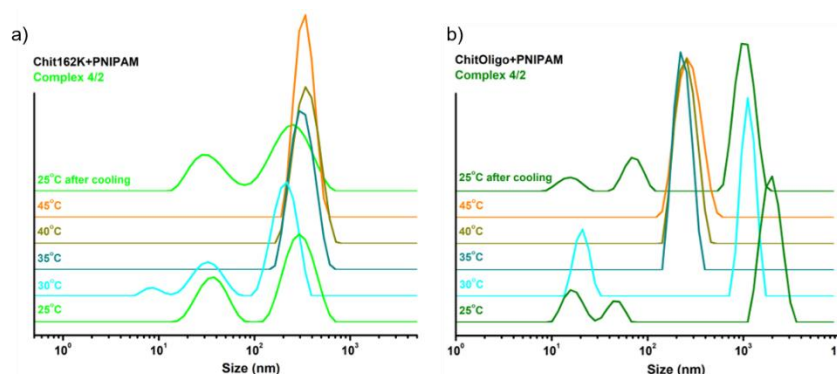 a)
Chit162K+PNIPAM
Complex 4/2
25°C after cooling
45°C
40°C
35°C
30°C
25°C
10⁰ 10¹ 10² 10³
Size (nm)
b)
ChitOligo+PNIPAM
Complex 4/2
25°C after cooling
45°C
40°C
35°C
30°C
25°C
10⁰ 10¹ 10² 10³
Size (nm)